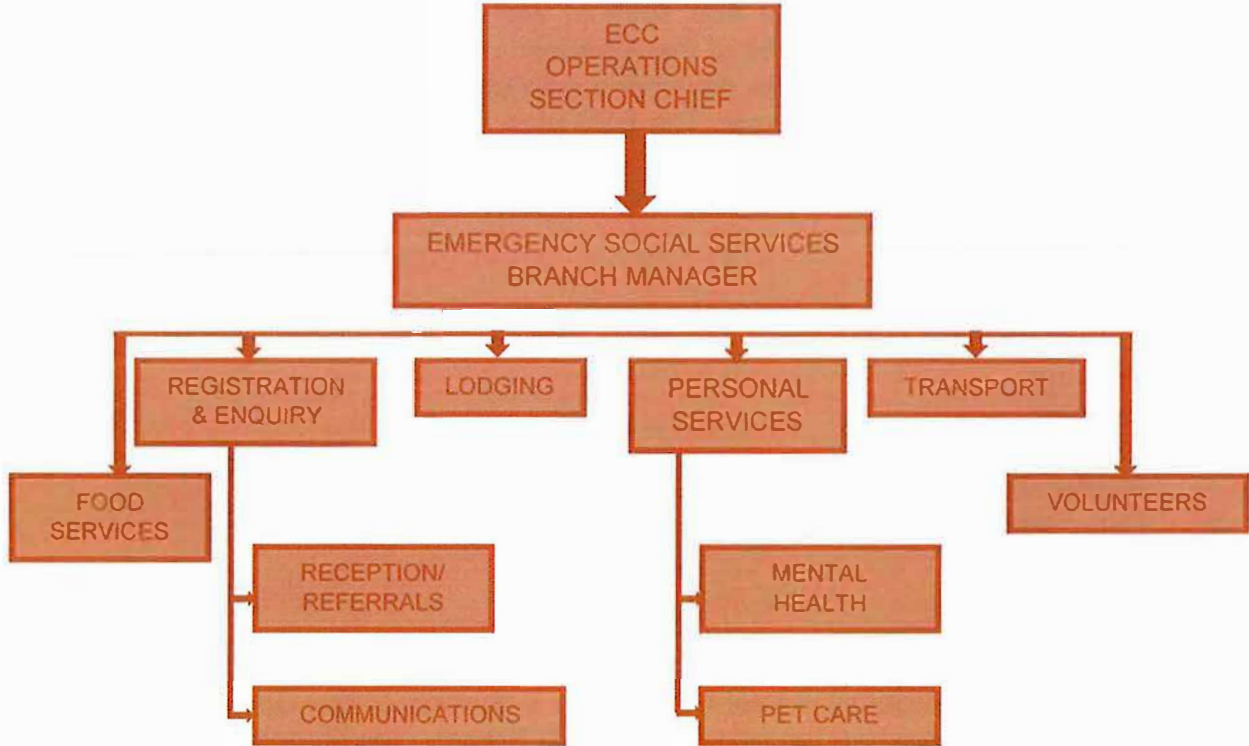 ECC
OPERATIONS
SECTION CHIEF
EMERGENCY SOCIAL SERVICES
BRANCH MANAGER
REGISTRATION
& ENQUIRY
LODGING
PERSONAL
SERVICES
TRANSPORT
FOOD
SERVICES
VOLUNTEERS
RECEPTION/
REFERRALS
MENTAL
HEALTH
COMMUNICATIONS
PET CARE